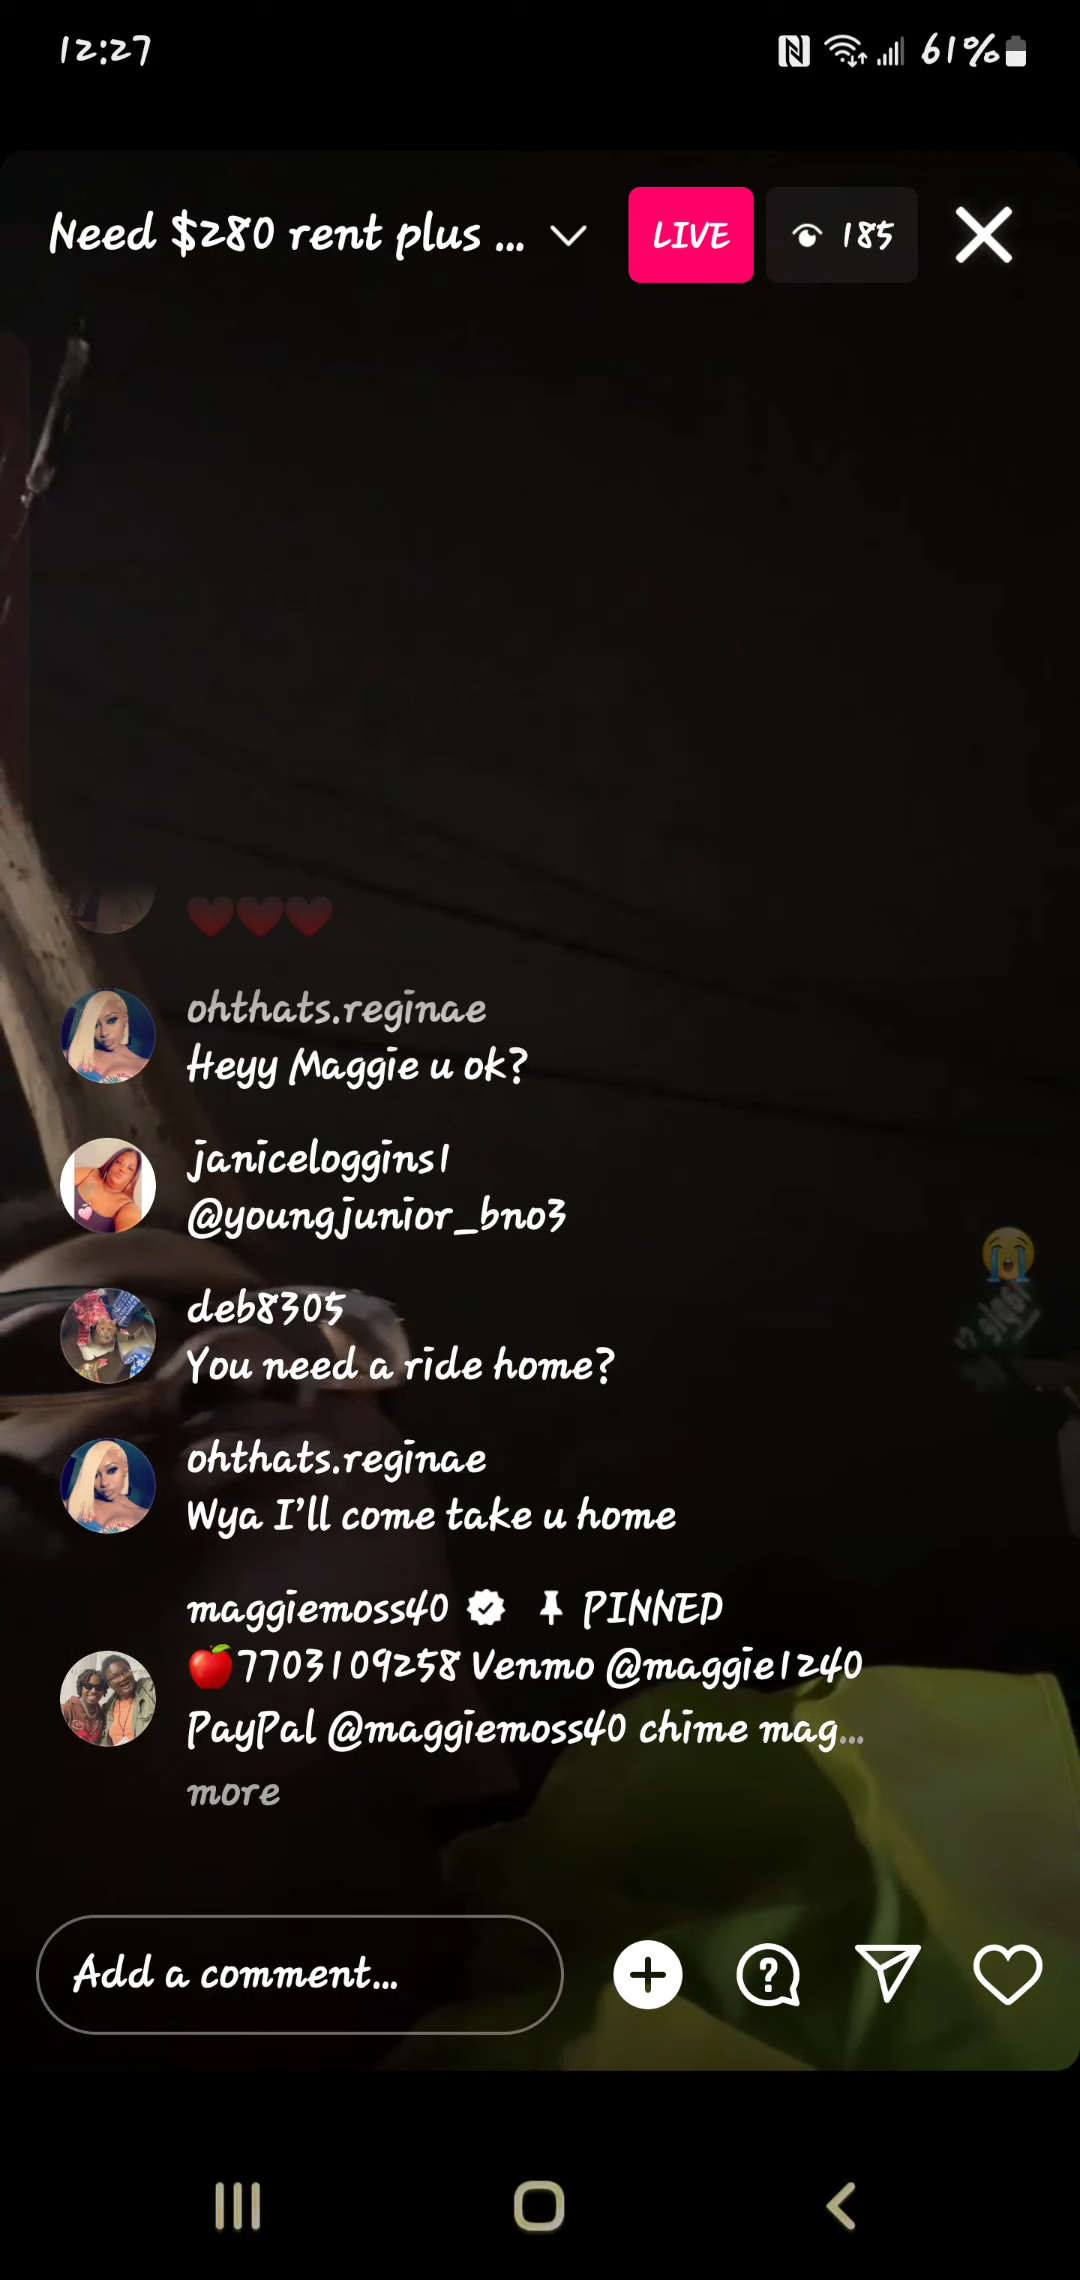 12:27
61%
Need $280 rent plus ...
LIVE
185
ohthats.reginae
Heyy Maggie u ok?
janiceloggins1
@youngjunior_bno3
deb8305
You need a ride home?
ohthats.reginae
Wya I'll come take u home
maggiemoss40 PINNED
🍎7703109258 Venmo @maggie1240
PayPal @maggiemoss40 chime mag...
more
Add a comment...